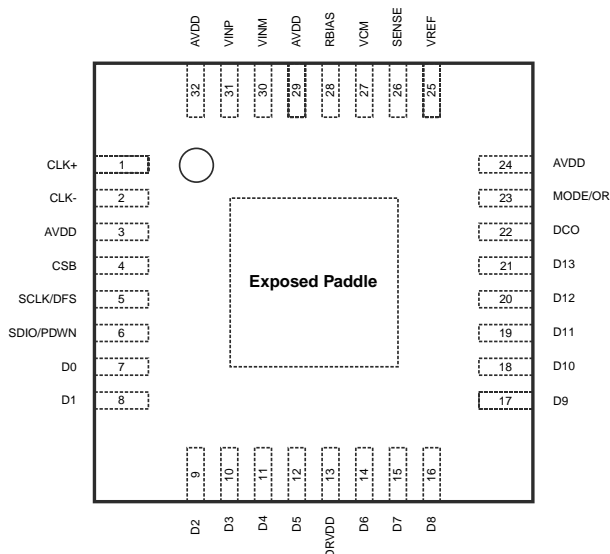 AVDD VINP VINM AVDD RBIAS VCM SENSE VREF
32 31 30 29 28 27 26 25
CLK+ 1 24 AVDD
CLK- 2 23 MODE/OR
AVDD 3 22 DCO
CSB 4 21 D13
SCLK/DFS 5 20 D12
SDIO/PDWN 6 19 D11
D0 7 18 D10
D1 8 17 D9
Exposed Paddle
9 10 11 12 13 14 15 16
D2 D3 D4 D5 DRVDD D6 D7 D8